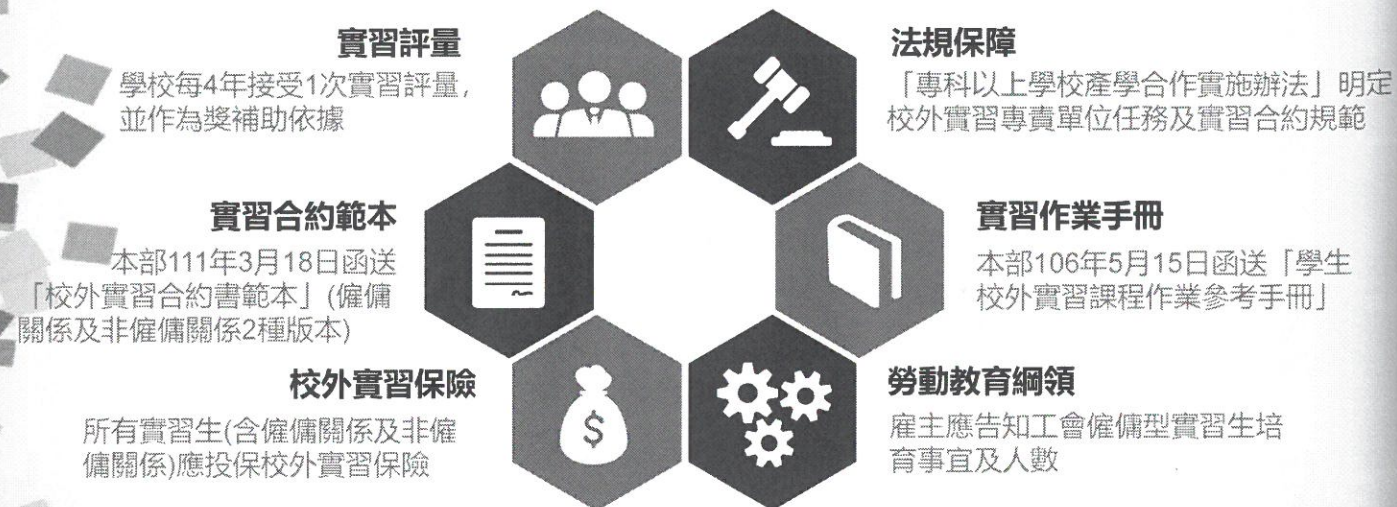 實習評量
學校每4年接受1次實習評量,
並作為獎補助依據
法規保障
「專科以上學校產學合作實施辦法」明定
校外實習專責單位任務及實習合約規範
實習合約範本
本部111年3月18日函送
「校外實習合約書範本」(僱傭
關係及非僱傭關係2種版本)
實習作業手冊
本部106年5月15日函送「學生
校外實習課程作業參考手冊」
校外實習保險
所有實習生(含僱傭關係及非僱
傭關係)應投保校外實習保險
$
勞動教育綱領
雇主應告知工會僱傭型實習生培
育事宜及人數